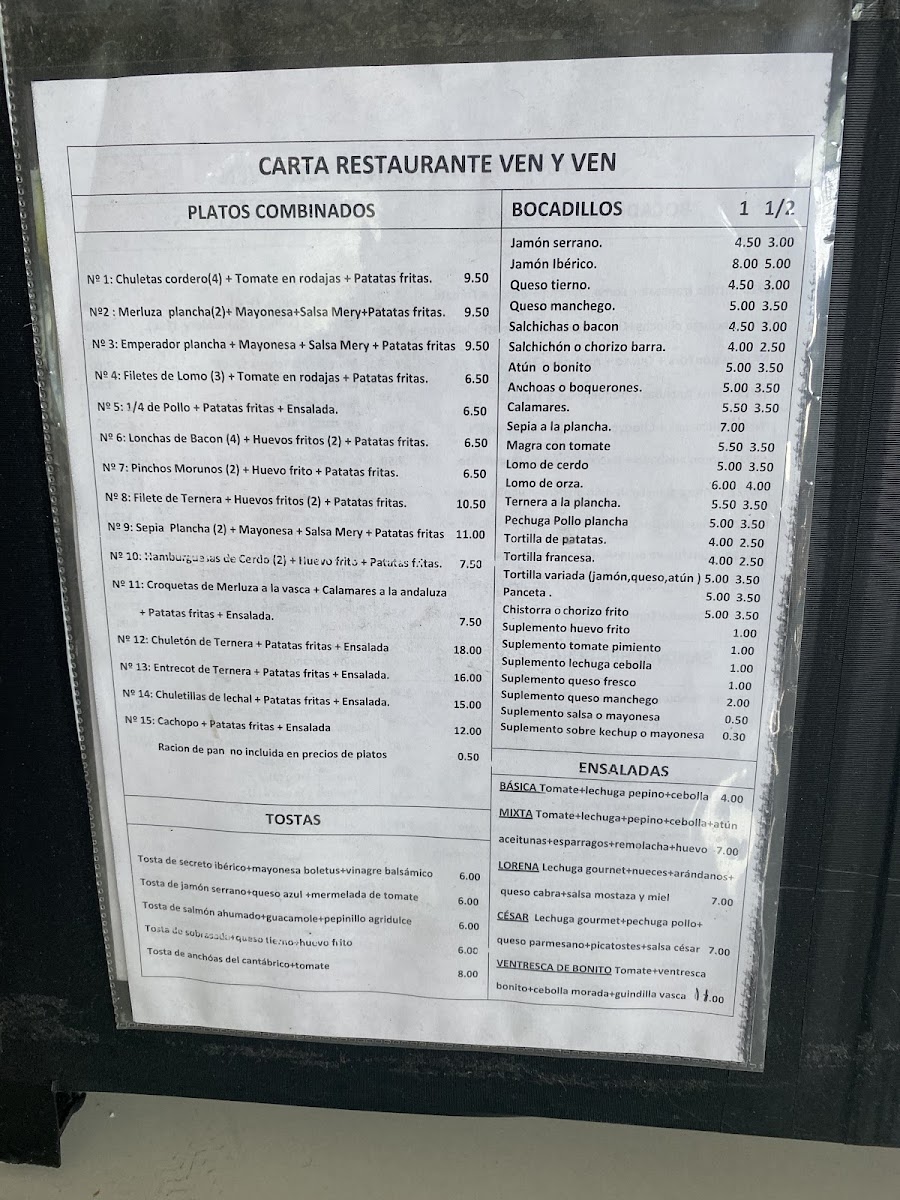 CARTA RESTAURANTE VEN Y VEN
PLATOS COMBINADOS
Nº 1: Chuletas cordero(4) + Tomate en rodajas + Patatas fritas. 9.50
Nº2 : Merluza plancha(2)+ Mayonesa+Salsa Mery+Patatas fritas. 9.50
Nº 3: Emperador plancha + Mayonesa + Salsa Mery + Patatas fritas 9.50
Nº 4: Filetes de Lomo (3) + Tomate en rodajas + Patatas fritas. 6.50
Nº 5: 1/4 de Pollo + Patatas fritas + Ensalada. 6.50
Nº 6: Lonchas de Bacon (4) + Huevos fritos (2) + Patatas fritas. 6.50
Nº 7: Pinchos Morunos (2) + Huevo frito + Patatas fritas. 6.50
Nº 8: Filete de Ternera + Huevos fritos (2) + Patatas fritas. 10.50
Nº 9: Sepia Plancha (2) + Mayonesa + Salsa Mery + Patatas fritas 11.00
Nº 10: Hamburguesas de Cerdo (2) + Huevo frito + Patatas fritas. 7.50
Nº 11: Croquetas de Merluza a la vasca + Calamares a la andaluza
+ Patatas fritas + Ensalada. 7.50
Nº 12: Chuletón de Ternera + Patatas fritas + Ensalada 18.00
Nº 13: Entrecot de Ternera + Patatas fritas + Ensalada. 16.00
Nº 14: Chuletillas de lechal + Patatas fritas + Ensalada. 15.00
Nº 15: Cachopo + Patatas fritas + Ensalada 12.00
Racion de pan no incluida en precios de platos 0.50
TOSTAS
Tosta de secreto ibérico+mayonesa boletus+vinagre balsámico 6.00
Tosta de jamón serrano+queso azul +mermelada de tomate 6.00
Tosta de salmón ahumado+guacamole+pepinillo agridulce 6.00
Tosta de sobrasada+queso tierno+huevo frito 6.00
Tosta de anchóas del cantábrico+tomate 8.00
BOCADILLOS 1 1/2
Jamón serrano. 4.50 3.00
Jamón Ibérico. 8.00 5.00
Queso tierno. 4.50 3.00
Queso manchego. 5.00 3.50
Salchichas o bacon 4.50 3.00
Salchichón o chorizo barra. 4.00 2.50
Atún o bonito 5.00 3.50
Anchoas o boquerones. 5.00 3.50
Calamares. 5.50 3.50
Sepia a la plancha. 7.00
Magra con tomate 5.50 3.50
Lomo de cerdo 5.00 3.50
Lomo de orza. 6.00 4.00
Ternera a la plancha. 5.50 3.50
Pechuga Pollo plancha 5.00 3.50
Tortilla de patatas. 4.00 2.50
Tortilla francesa. 4.00 2.50
Tortilla variada (jamón,queso,atún ) 5.00 3.50
Panceta . 5.00 3.50
Chistorra o chorizo frito 5.00 3.50
Suplemento huevo frito 1.00
Suplemento tomate pimiento 1.00
Suplemento lechuga cebolla 1.00
Suplemento queso fresco 1.00
Suplemento queso manchego 2.00
Suplemento salsa o mayonesa 0.50
Suplemento sobre kechup o mayonesa 0.30
ENSALADAS
BÁSICA Tomate+lechuga pepino+cebolla 4.00
MIXTA Tomate+lechuga+pepino+cebolla+atún
aceitunas+esparragos+remolacha+huevo 7.00
LORENA Lechuga gourmet+nueces+arándanos+
queso cabra+salsa mostaza y miel 7.00
CÉSAR Lechuga gourmet+pechuga pollo+
queso parmesano+picatostes+salsa césar 7.00
VENTRESCA DE BONITO Tomate+ventresca
bonito+cebolla morada+guindilla vasca 11.00